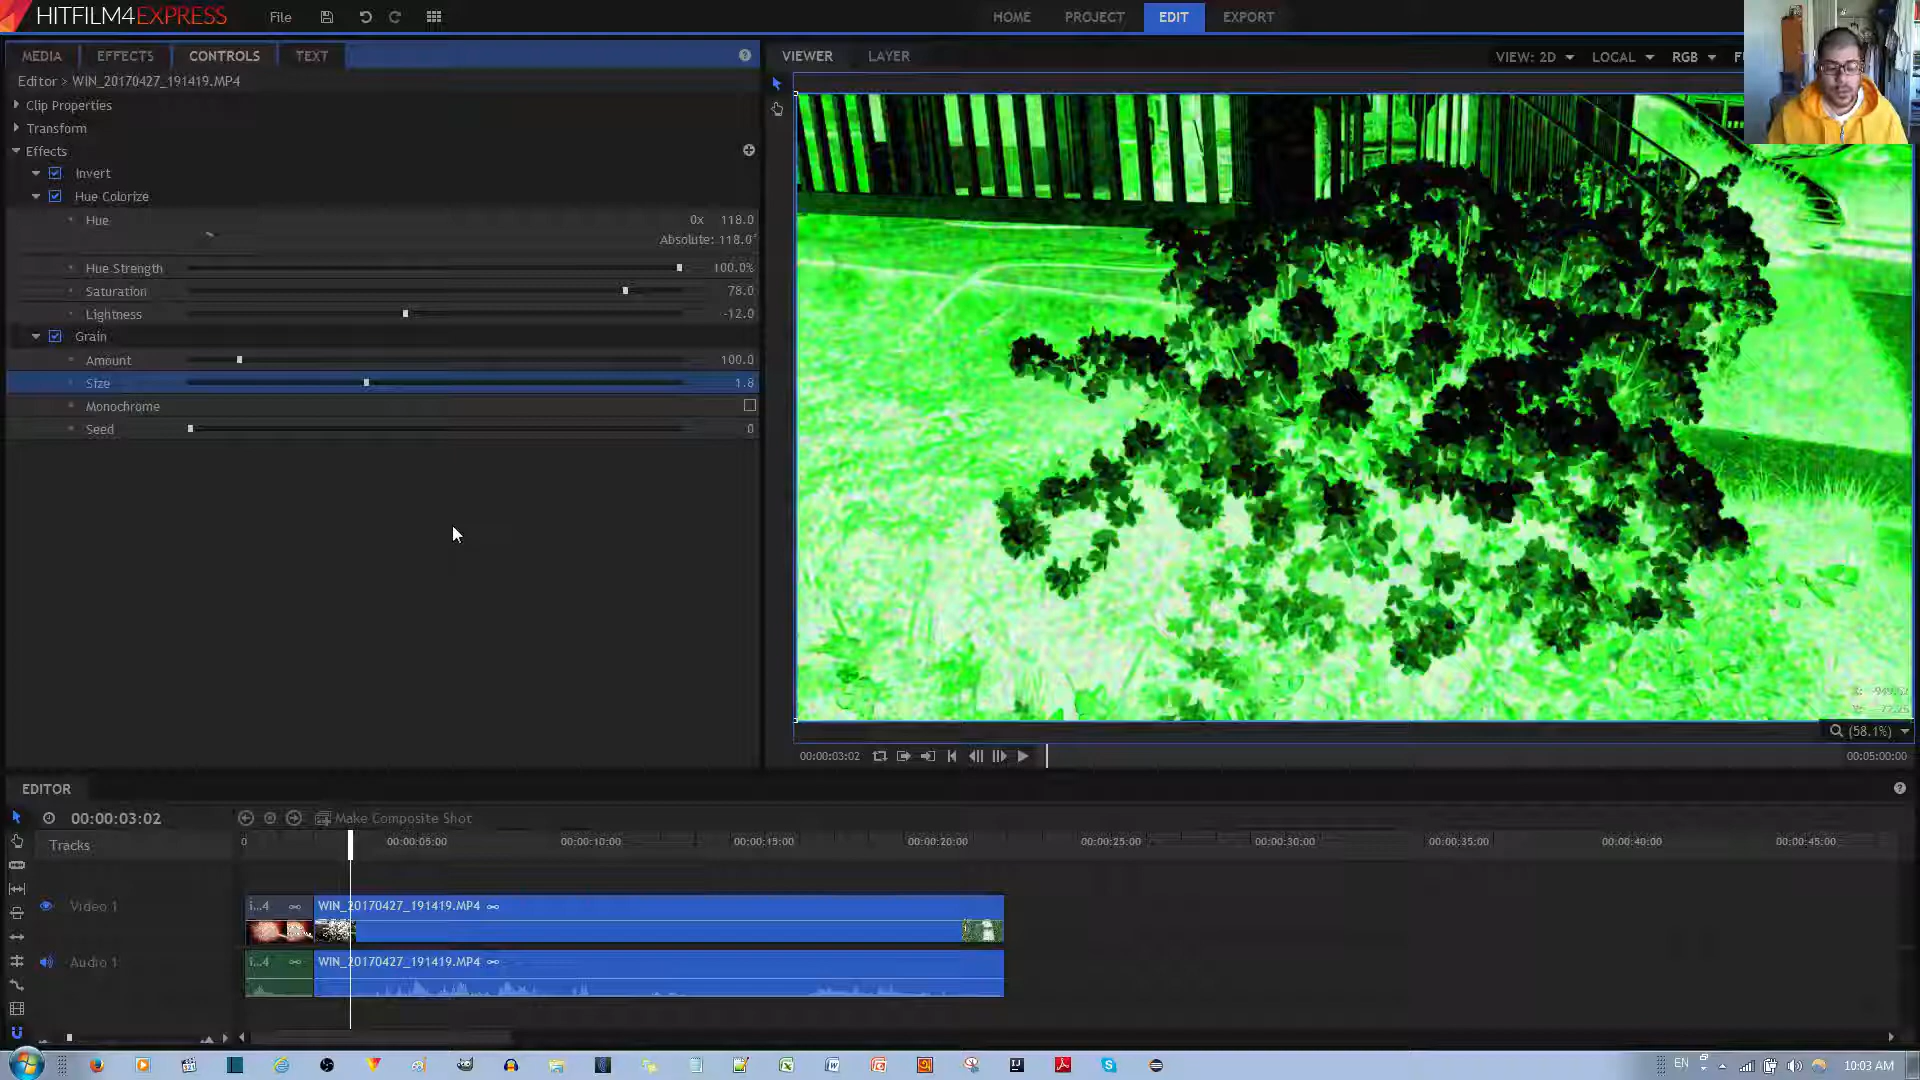 HITFILM4EXPRESS
File
HOME
PROJECT
EDIT
EXPORT
MEDIA
EFFECTS
CONTROLS
TEXT
VIEWER
LAYER
VIEW: 2D
LOCAL
RGB
Editor > WIN_20170427_191419.MP4
Clip Properties
Transform
Effects
Invert
Hue Colorize
Hue 0x 118.0
Absolute: 118.0°
Hue Strength 100.0%
Saturation 78.0
Lightness -12.0
Grain
Amount 100.0
Size 1.8
Monochrome
Seed 0
(58.1%)
00:00:03:02
00:05:00:00
EDITOR
00:00:03:02
Make Composite Shot
Tracks
0 00:00:05:00 00:00:10:00 00:00:15:00 00:00:20:00 00:00:25:00 00:00:30:00 00:00:35:00 00:00:40:00 00:00:45:00
Video 1
i...4
WIN_20170427_191419.MP4
Audio 1
i...4
WIN_20170427_191419.MP4
EN
10:03 AM